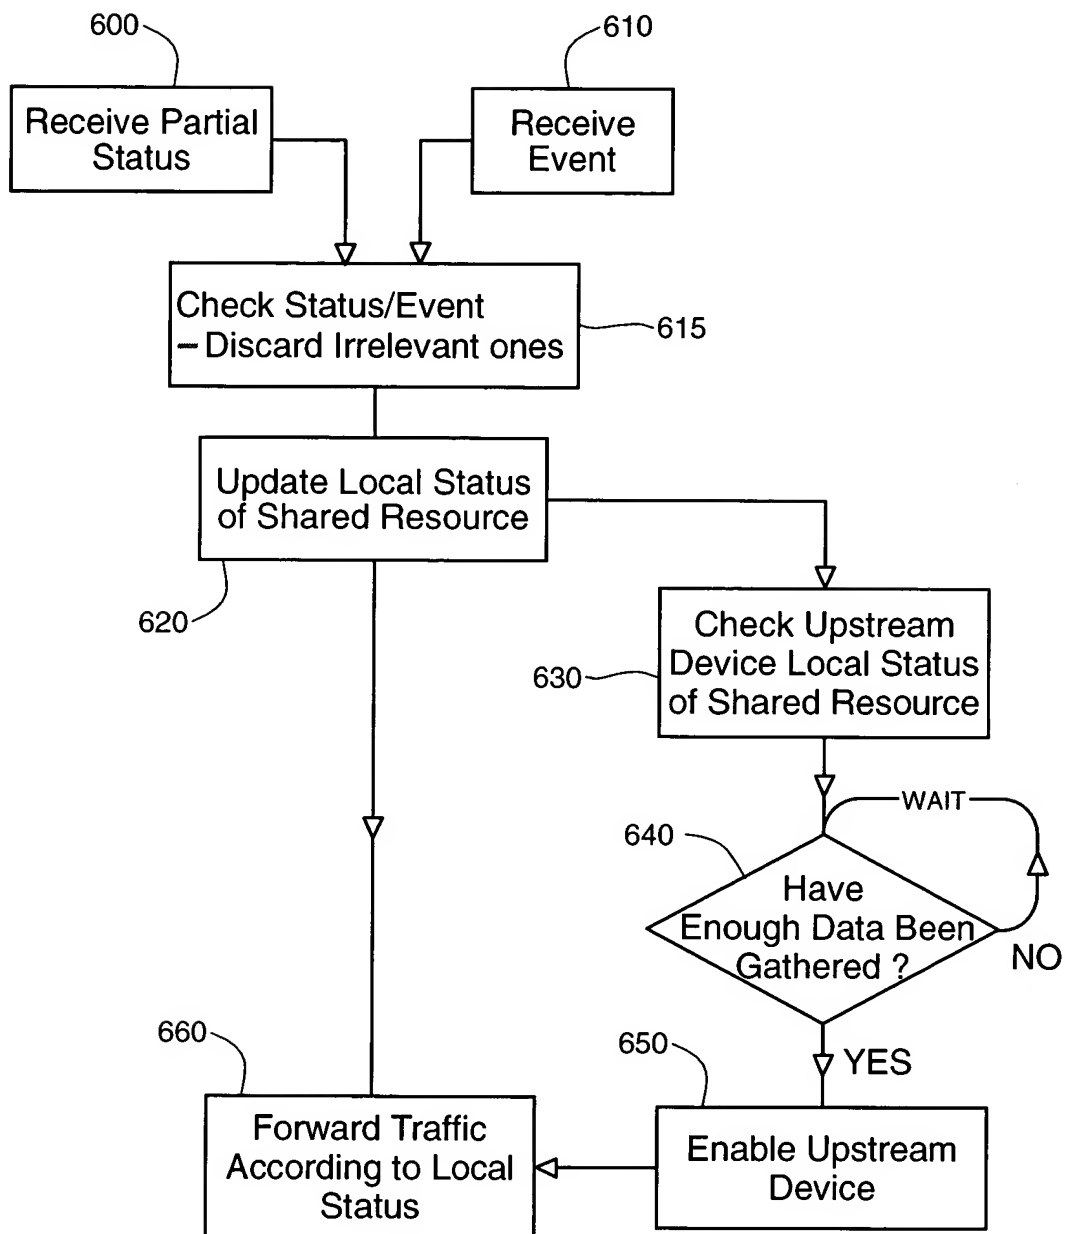 600
610
Receive Partial
Status
Receive
Event
Check Status/Event
– Discard Irrelevant ones
615
Update Local Status
of Shared Resource
620
Check Upstream
Device Local Status
of Shared Resource
630
WAIT
640
Have
Enough Data Been
Gathered ?
NO
YES
650
660
Forward Traffic
According to Local
Status
Enable Upstream
Device